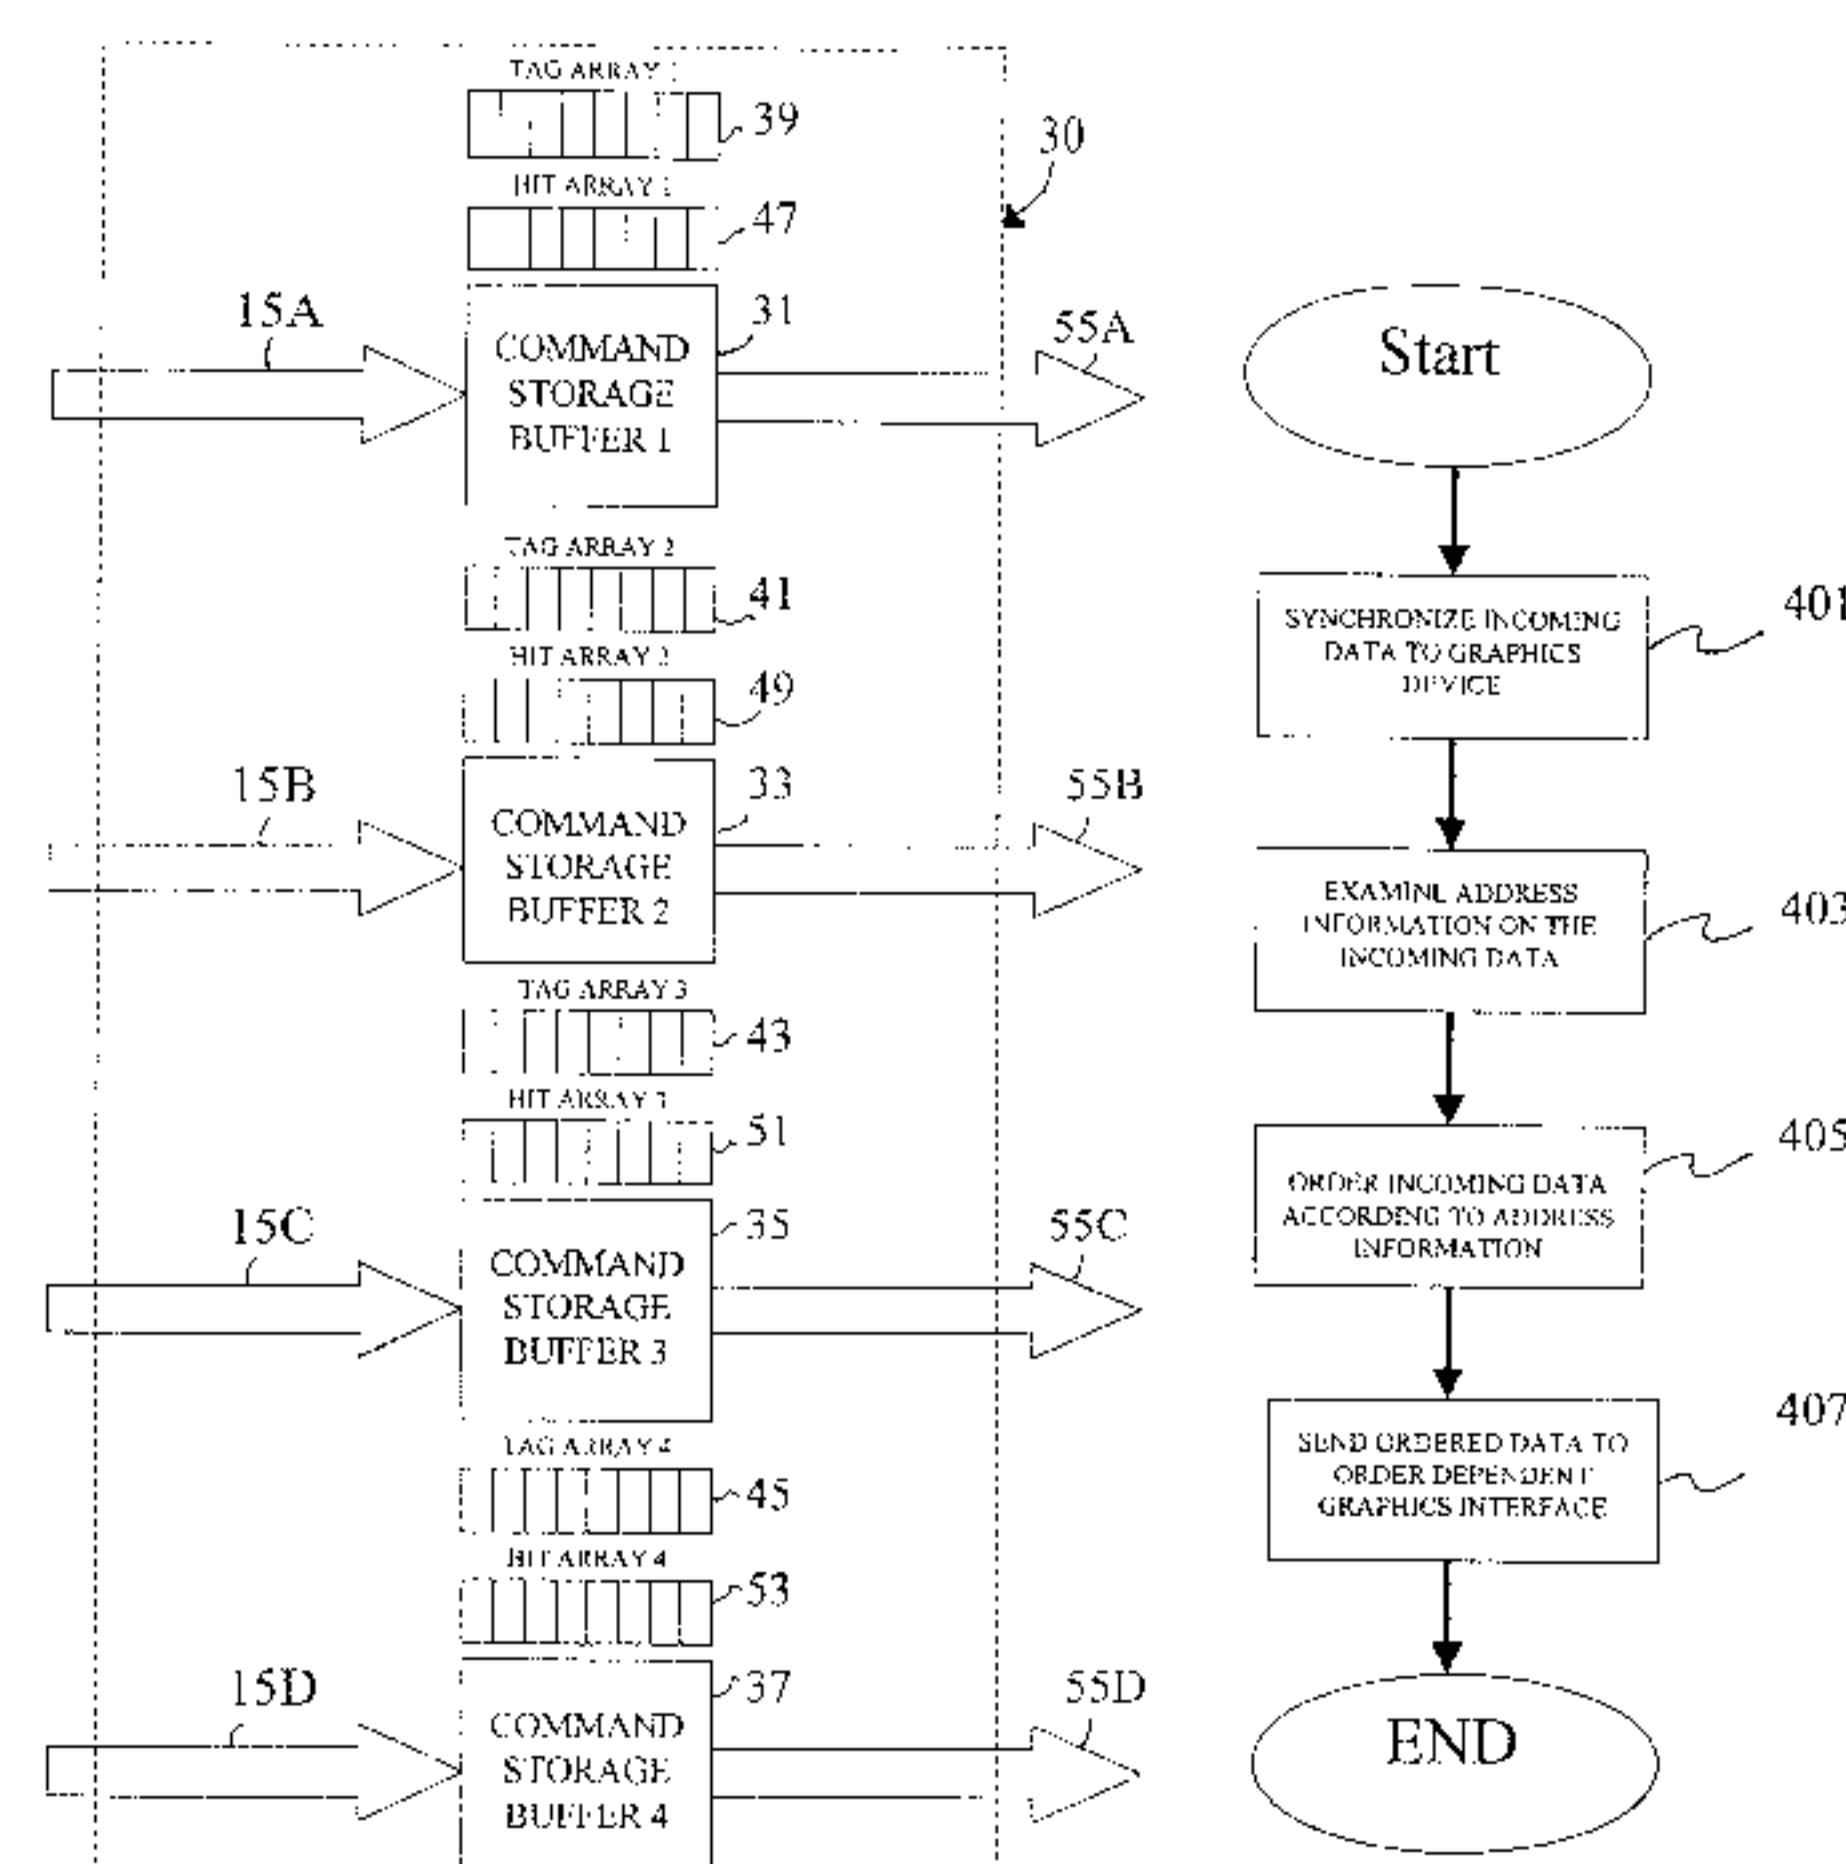 TAG ARRAY 1
39
HIT ARRAY 1
47
30
15A
COMMAND
STORAGE
BUFFER 1
31
55A
TAG ARRAY 2
41
HIT ARRAY 2
49
15B
COMMAND
STORAGE
BUFFER 2
33
55B
TAG ARRAY 3
43
HIT ARRAY 3
51
15C
COMMAND
STORAGE
BUFFER 3
35
55C
TAG ARRAY 4
45
HIT ARRAY 4
53
15D
COMMAND
STORAGE
BUFFER 4
37
55D
Start
SYNCHRONIZE INCOMING
DATA TO GRAPHICS
DEVICE
401
EXAMINE ADDRESS
INFORMATION ON THE
INCOMING DATA
403
ORDER INCOMING DATA
ACCORDING TO ADDRESS
INFORMATION
405
SEND ORDERED DATA TO
ORDER DEPENDENT
GRAPHICS INTERFACE
407
END